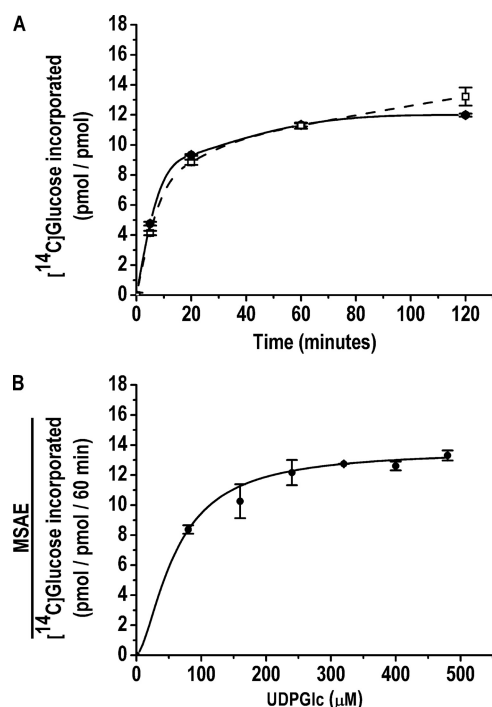 A
[¹⁴C]Glucose incorporated
(pmol / pmol)
18
16
14
12
10
8
6
4
2
0
0 20 40 60 80 100 120
Time (minutes)
B
MSAE
[¹⁴C]Glucose incorporated
(pmol / pmol / 60 min)
18
16
14
12
10
8
6
4
2
0
0 100 200 300 400 500
UDPGlc (µM)